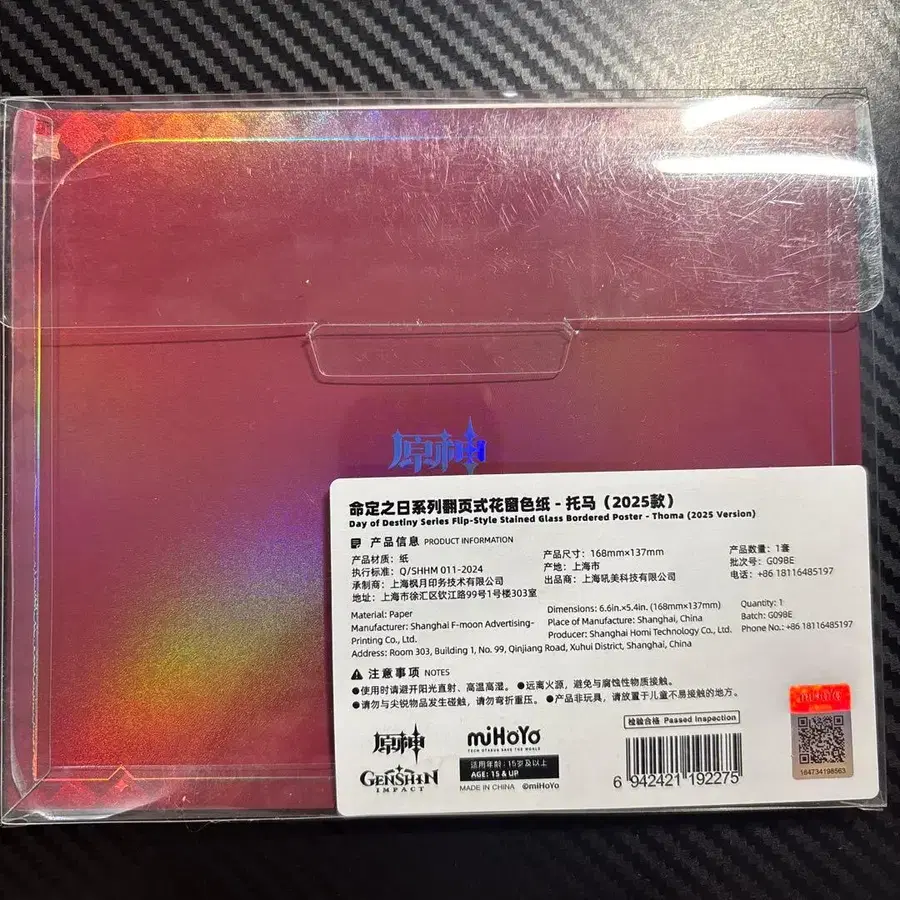 原神
命定之日系列翻页式花窗色纸 - 托马（2025款）
Day of Destiny Series Flip-Style Stained Glass Bordered Poster - Thoma (2025 Version)
产品信息 PRODUCT INFORMATION
产品材质：纸 产品尺寸：168mm×137mm 产品数量：1套
执行标准：Q/SHHM 011-2024 产地：上海市 批次号：G09BE
承制商：上海枫月印务技术有限公司 出品商：上海吼美科技有限公司 电话：+86 18116485197
地址：上海市徐汇区钦江路99号1号楼303室
Material: Paper Dimensions: 6.6in.×5.4in. (168mm×137mm) Quantity: 1
Manufacturer: Shanghai F-moon Advertising-Printing Co., Ltd. Place of Manufacture: Shanghai, China Batch: G09BE
Producer: Shanghai Homi Technology Co., Ltd. Phone No.: +86 18116485197
Address: Room 303, Building 1, No. 99, Qinjiang Road, Xuhui District, Shanghai, China
注意事项 NOTES
●使用时请避开阳光直射、高温高湿。 ●远离火源，避免与腐蚀性物质接触。
●请勿与尖锐物品发生碰触，请勿弯折重压。 ●产品非玩具，请放置于儿童不易接触的地方。
检验合格 Passed Inspection
原神
GENSHIN
IMPACT
miHoYo
TECH OTAKUS SAVE THE WORLD
适用年龄：15岁及以上
AGE: 15 & UP
MADE IN CHINA ©miHoYo
6 942421 192275
164734198563